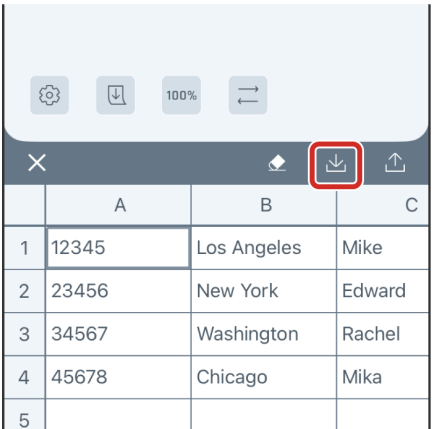 100%
A B C
1 12345 Los Angeles Mike
2 23456 New York Edward
3 34567 Washington Rachel
4 45678 Chicago Mika
5